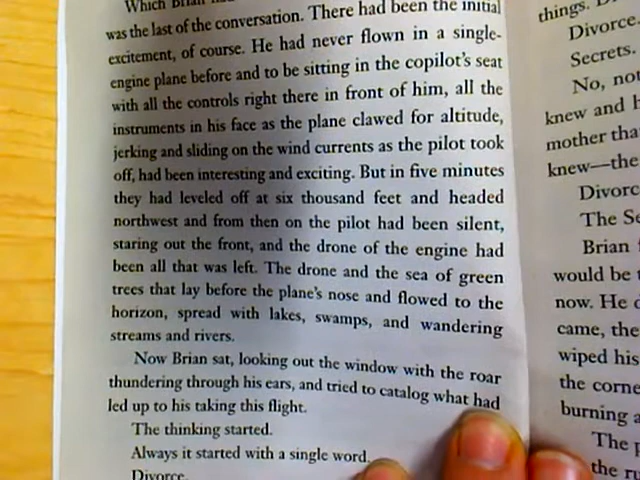 Which Brian
was the last of the conversation. There had been the initial
excitement, of course. He had never flown in a single-
engine plane before and to be sitting in the copilot's seat
with all the controls right there in front of him, all the
instruments in his face as the plane clawed for altitude,
jerking and sliding on the wind currents as the pilot took
off, had been interesting and exciting. But in five minutes
they had leveled off at six thousand feet and headed
northwest and from then on the pilot had been silent,
staring out the front, and the drone of the engine had
been all that was left. The drone and the sea of green
trees that lay before the plane's nose and flowed to the
horizon, spread with lakes, swamps, and wandering
streams and rivers.
Now Brian sat, looking out the window with the roar
thundering through his ears, and tried to catalog what had
led up to his taking this flight.
The thinking started.
Always it started with a single word.
Divorce.
things.
Divorce.
Secrets.
No, not
knew and
mother tha
knew—the
Divorc
The Se
Brian
would be
now. He
came, the
wiped his
the corne
burning a
The
the ru